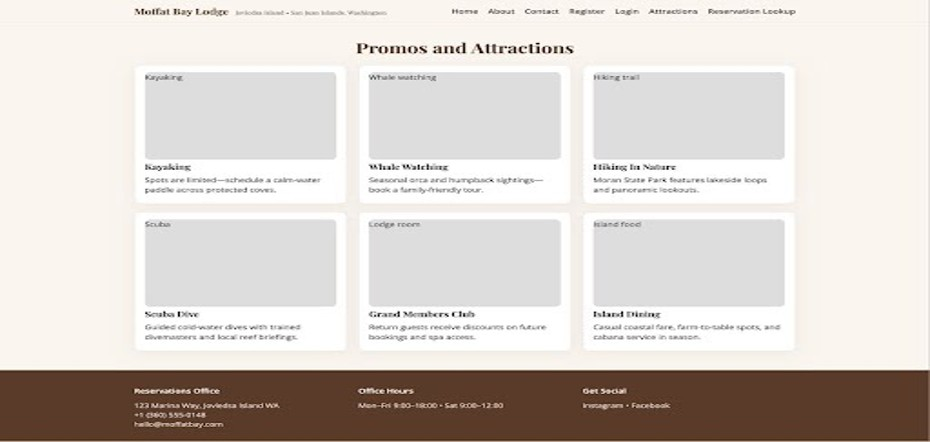 Moffat Bay Lodge Joviedsa Island • San Juan Islands, Washington
Home About Contact Register Login Attractions Reservation Lookup
Promos and Attractions
Kayaking
Kayaking
Spots are limited—schedule a calm-water
paddle across protected coves.
Whale watching
Whale Watching
Seasonal orca and humpback sightings—
book a family-friendly tour.
Hiking trail
Hiking In Nature
Moran State Park features lakeside loops
and panoramic lookouts.
Scuba
Scuba Dive
Guided cold-water dives with trained
divemasters and local reef briefings.
Lodge room
Grand Members Club
Return guests receive discounts on future
bookings and spa access.
Island food
Island Dining
Casual coastal fare, farm-to-table spots, and
cabana service in season.
Reservations Office
123 Marina Way, Joviedsa Island WA
+1 (360) 555-0148
hello@moffatbay.com
Office Hours
Mon–Fri 9:00–18:00 • Sat 9:00–12:00
Get Social
Instagram • Facebook